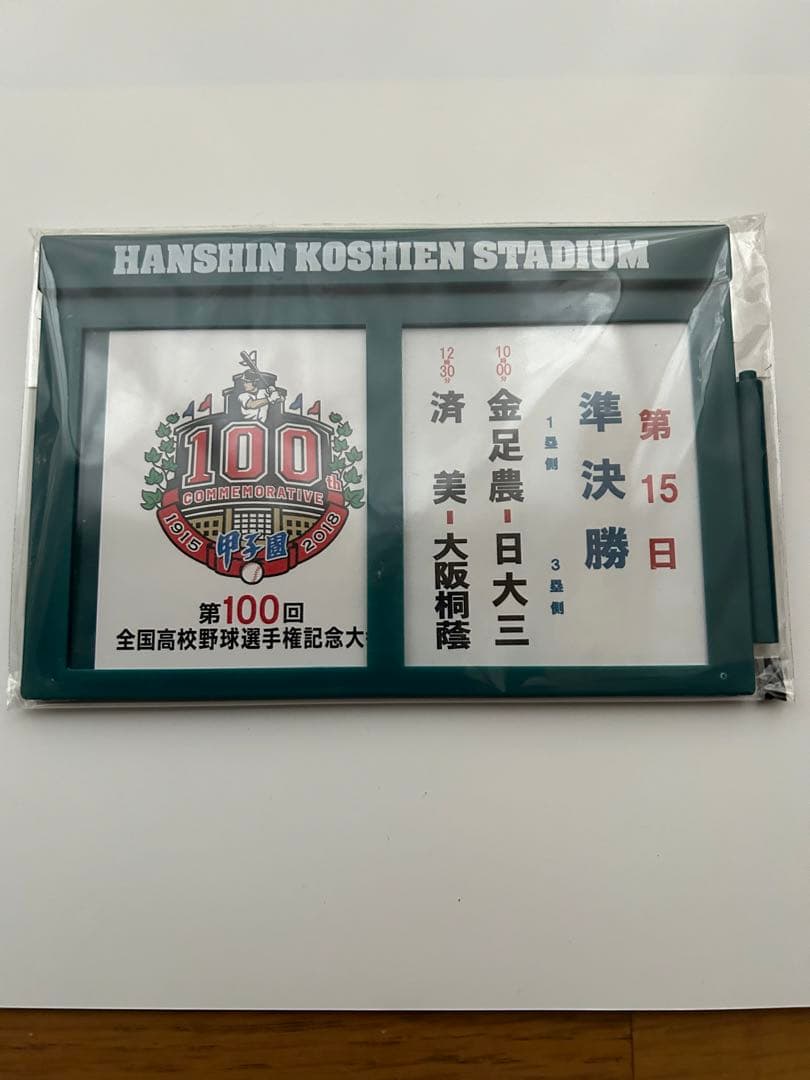 HANSHIN KOSHIEN STADIUM
100th
COMMEMORATIVE
1915 甲子園 2018
第100回
全国高校野球選手権記念大
第15日
準決勝
1塁側 3塁側
10時00分
金足農-日大三
12時30分
済美-大阪桐蔭